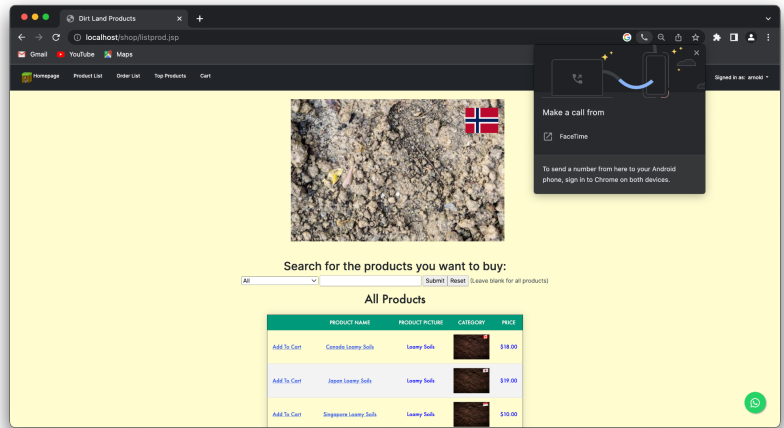 Dirt Land Products
localhost/shop/listprod.jsp
Gmail YouTube Maps
Homepage Product List Order List Top Products Cart
Signed in as: arnold
Make a call from
FaceTime
To send a number from here to your Android
phone, sign in to Chrome on both devices.
Search for the products you want to buy:
All Submit Reset (Leave blank for all products)
All Products
PRODUCT NAME PRODUCT PICTURE CATEGORY PRICE
Add To Cart Canada Loamy Soils Loamy Soils $18.00
Add To Cart Japan Loamy Soils Loamy Soils $19.00
Add To Cart Singapore Loamy Soils Loamy Soils $10.00